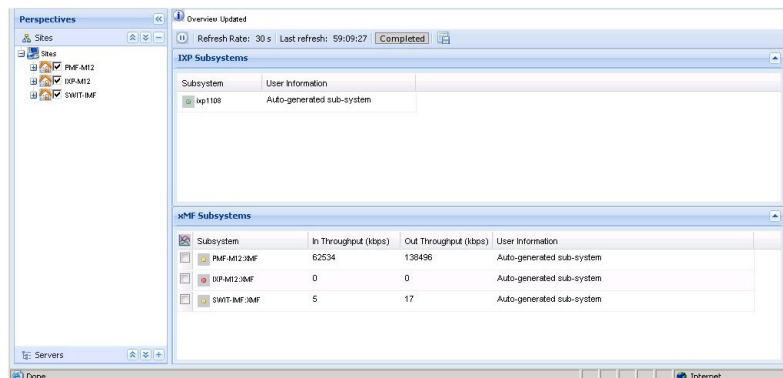 Perspectives
Sites
Sites
PMF-M12
IXP-M12
SWIT-IMF
Servers
Overview Updated
Refresh Rate: 30 s Last refresh: 59:09:27 Completed
IXP Subsystems
Subsystem User Information
ixp1108 Auto-generated sub-system
xMF Subsystems
Subsystem In Throughput (kbps) Out Throughput (kbps) User Information
PMF-M12:XMF 62534 138496 Auto-generated sub-system
IXP-M12:XMF 0 0 Auto-generated sub-system
SWIT-IMF:XMF 5 17 Auto-generated sub-system
Done Internet